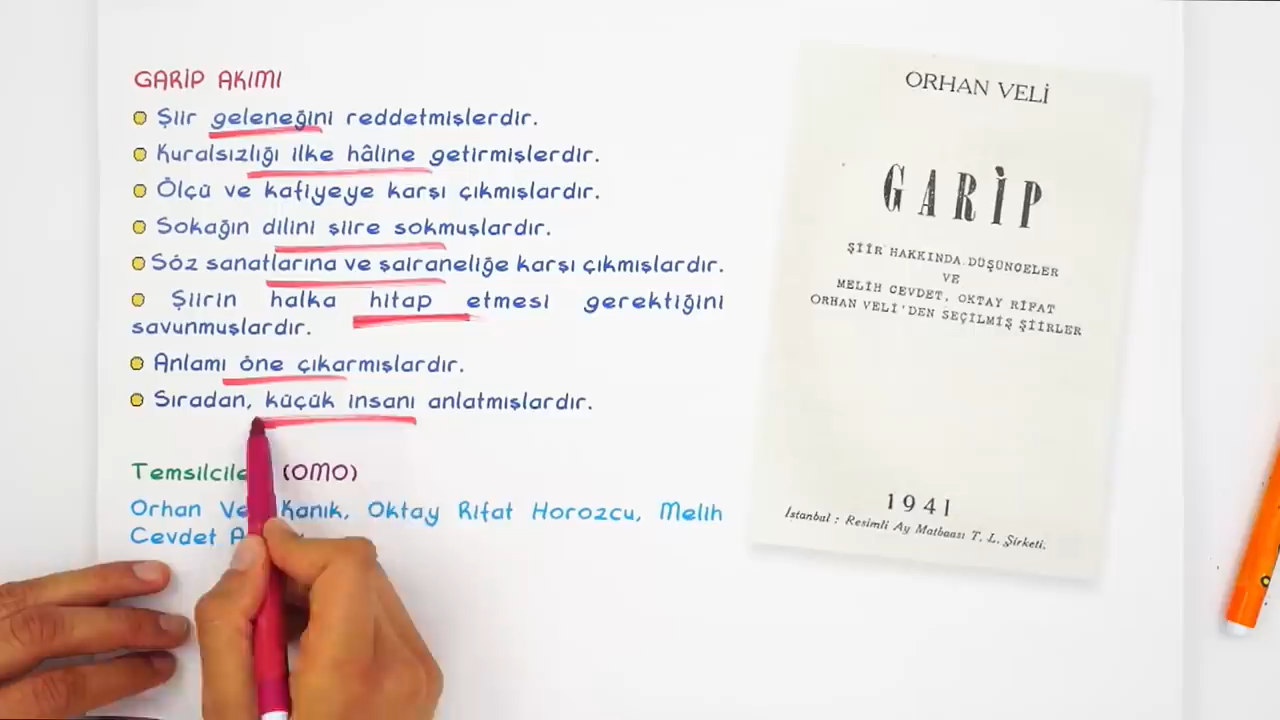 GARİP AKIMI
Şiir geleneğini reddetmişlerdir.
Kuralsızlığı ilke hâline getirmişlerdir.
Ölçü ve kafiyeye karşı çıkmışlardır.
Sokağın dilini şiire sokmuşlardır.
Söz sanatlarına ve şairaneliğe karşı çıkmışlardır.
Şiirin halka hitap etmesi gerektiğini
savunmuşlardır.
Anlamı öne çıkarmışlardır.
Sıradan, küçük insanı anlatmışlardır.
(OMO)
Orhan Kanık, Oktay Rifat Horozcu, Melih
Cevdet
ORHAN VELİ
GARİP
ŞİİR HAKKINDA DÜŞÜNCELER
VE
MELİH CEVDET, OKTAY RİFAT
ORHAN VELİ'DEN SEÇİLMİŞ ŞİİRLER
1941
İstanbul : Resimli Ay Matbaası T. L. Şirketi.